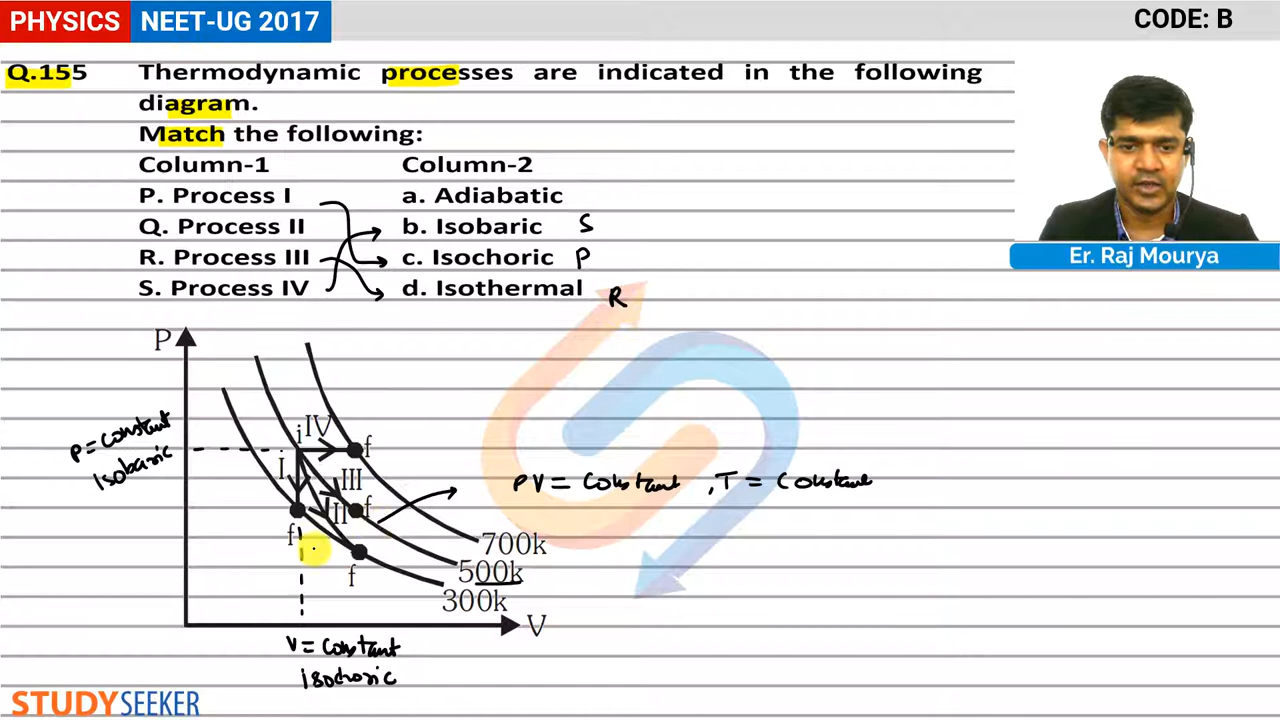 PHYSICS NEET-UG 2017 CODE: B
Q.155 Thermodynamic processes are indicated in the following
diagram.
Match the following:
Column-1 Column-2
P. Process I a. Adiabatic
Q. Process II b. Isobaric S
R. Process III c. Isochoric P
S. Process IV d. Isothermal R
Er. Raj Mourya
P
P = constant
Isobaric
i IV f
I III
II f
f
f
PV = Constant , T = Constant
700k
500k
300k
V
V = Constant
isochoric
STUDYSEEKER